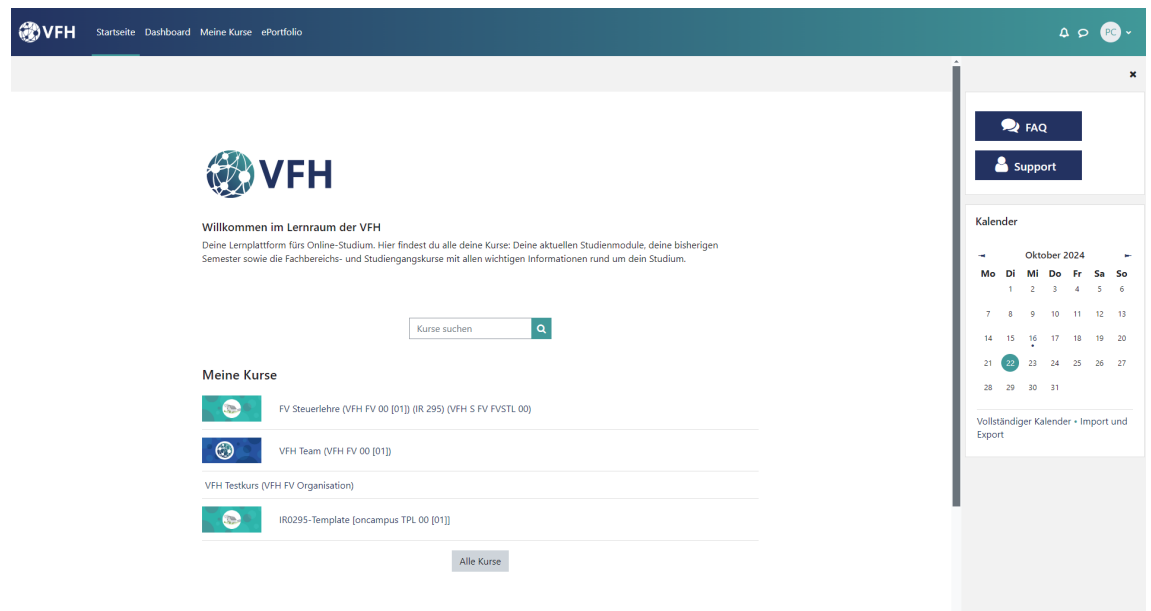 VFH Startseite Dashboard Meine Kurse ePortfolio PC
FAQ
Support
VFH
Willkommen im Lernraum der VFH
Deine Lernplattform fürs Online-Studium. Hier findest du alle deine Kurse: Deine aktuellen Studienmodule, deine bisherigen
Semester sowie die Fachbereichs- und Studiengangskurse mit allen wichtigen Informationen rund um dein Studium.
Kurse suchen
Meine Kurse
FV Steuerlehre (VFH FV 00 [01]) (IR 295) (VFH S FV FVSTL 00)
VFH Team (VFH FV 00 [01])
VFH Testkurs (VFH FV Organisation)
IR0295-Template [oncampus TPL 00 [01]]
Alle Kurse
Kalender
Oktober 2024
Mo Di Mi Do Fr Sa So
1 2 3 4 5 6
7 8 9 10 11 12 13
14 15 16 17 18 19 20
21 22 23 24 25 26 27
28 29 30 31
Vollständiger Kalender • Import und
Export